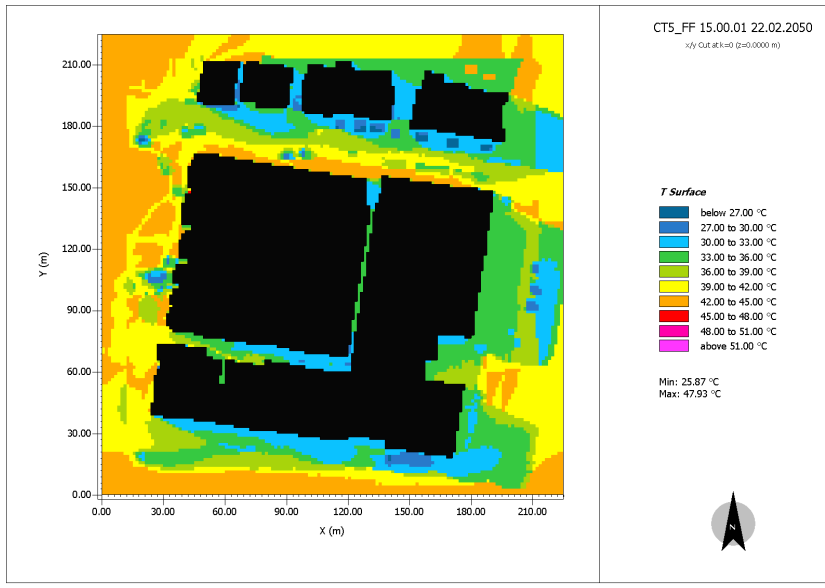 CT5_FF 15.00.01 22.02.2050
x/y Cut at k=0 (z=0.0000 m)
210.00
180.00
150.00
120.00
90.00
60.00
30.00
0.00
Y (m)
0.00 30.00 60.00 90.00 120.00 150.00 180.00 210.00
X (m)
T Surface
below 27.00 °C
27.00 to 30.00 °C
30.00 to 33.00 °C
33.00 to 36.00 °C
36.00 to 39.00 °C
39.00 to 42.00 °C
42.00 to 45.00 °C
45.00 to 48.00 °C
48.00 to 51.00 °C
above 51.00 °C
Min: 25.87 °C
Max: 47.93 °C
N